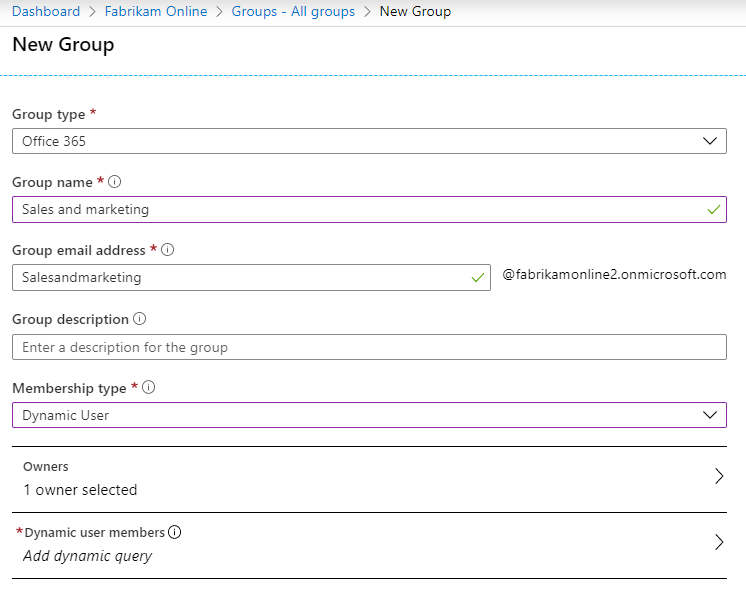 Dashboard > Fabrikam Online > Groups - All groups > New Group
New Group
Group type *
Office 365
Group name *
Sales and marketing
Group email address *
Salesandmarketing @fabrikamonline2.onmicrosoft.com
Group description
Enter a description for the group
Membership type *
Dynamic User
Owners
1 owner selected
*Dynamic user members
Add dynamic query